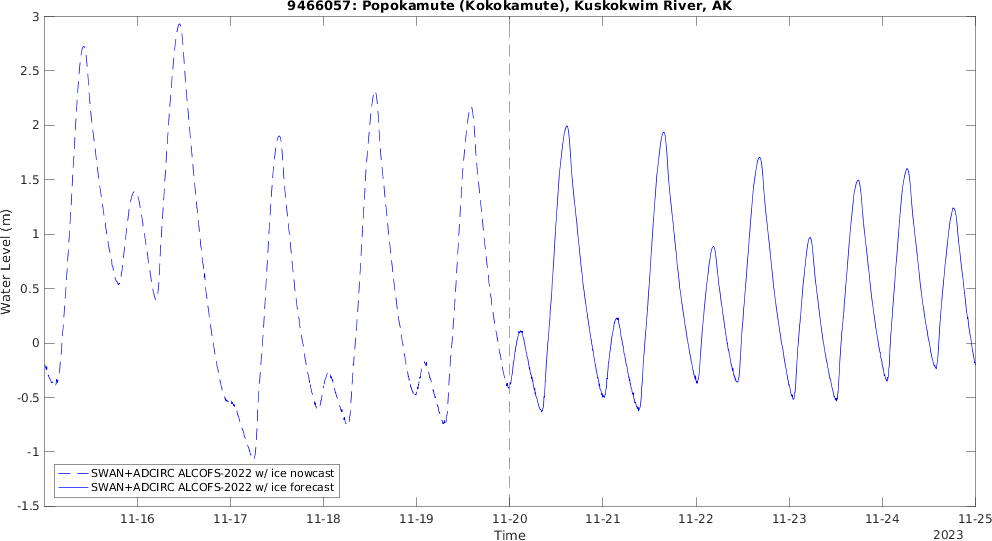 9466057: Popokamute (Kokokamute), Kuskokwim River, AK
3
2.5
2
1.5
1
0.5
0
-0.5
-1
-1.5
Water Level (m)
SWAN+ADCIRC ALCOFS-2022 w/ ice nowcast
SWAN+ADCIRC ALCOFS-2022 w/ ice forecast
11-16 11-17 11-18 11-19 11-20 11-21 11-22 11-23 11-24 11-25
Time
2023